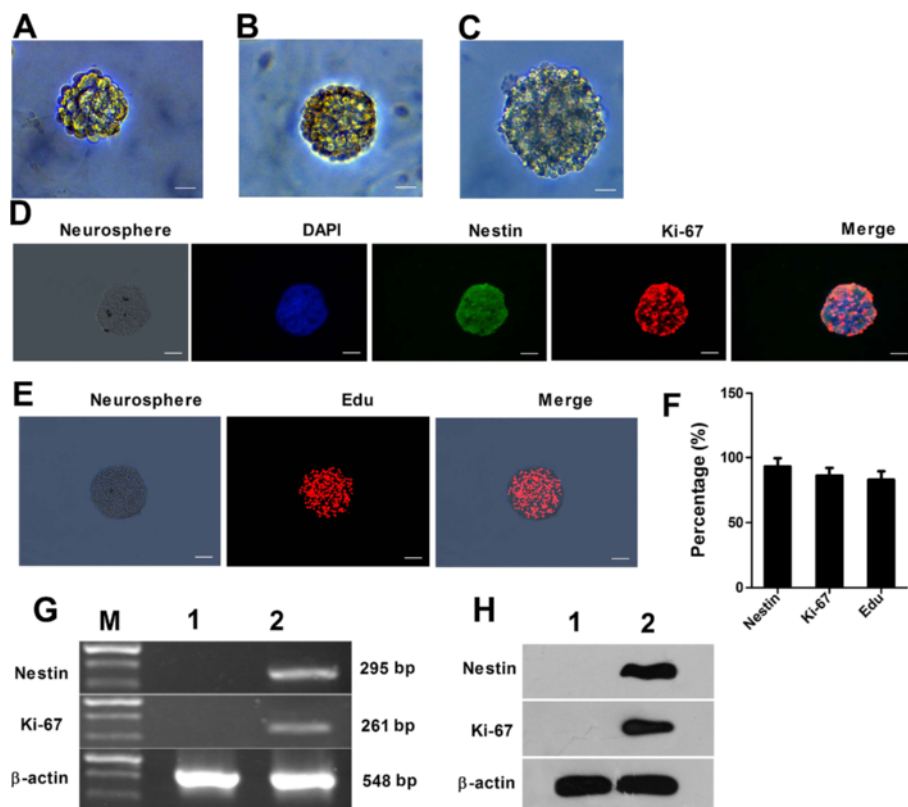 A B C
D
Neurosphere DAPI Nestin Ki-67 Merge
E
Neurosphere Edu Merge
F
Percentage (%)
150
100
50
0
Nestin Ki-67 Edu
G
M 1 2
Nestin 295 bp
Ki-67 261 bp
β-actin 548 bp
H
1 2
Nestin
Ki-67
β-actin